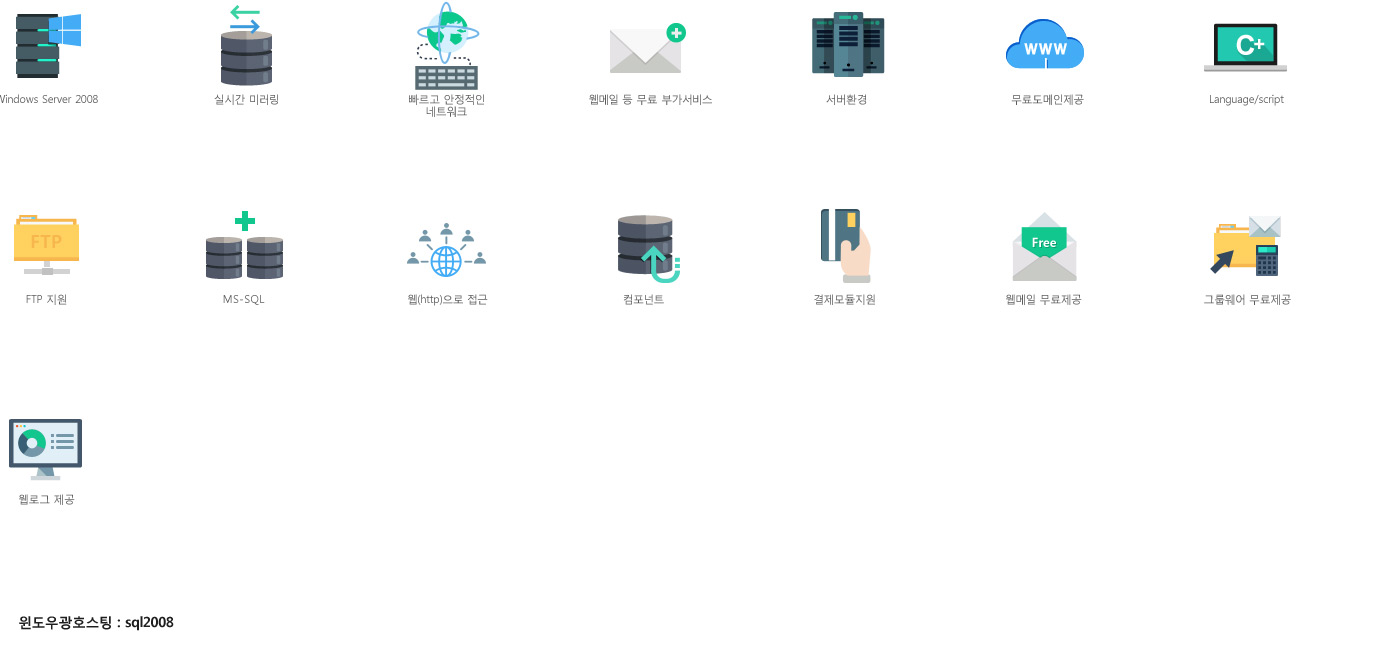 Windows Server 2008
실시간 미러링
빠르고 안정적인
네트워크
웹메일 등 무료 부가서비스
서버환경
WWW
무료도메인제공
C+
Language/script
FTP
FTP 지원
MS-SQL
웹(http)으로 접근
컴포넌트
결제모듈지원
Free
웹메일 무료제공
그룹웨어 무료제공
웹로그 제공
윈도우광호스팅 : sql2008